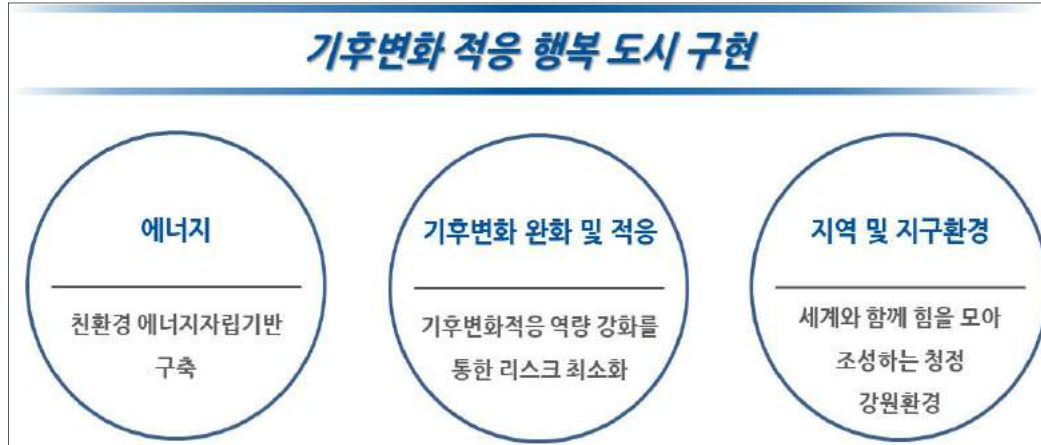 기후변화 적응 행복 도시 구현
에너지
친환경 에너지자립기반
구축
기후변화 완화 및 적응
기후변화적응 역량 강화를
통한 리스크 최소화
지역 및 지구환경
세계와 함께 힘을 모아
조성하는 청정
강원환경